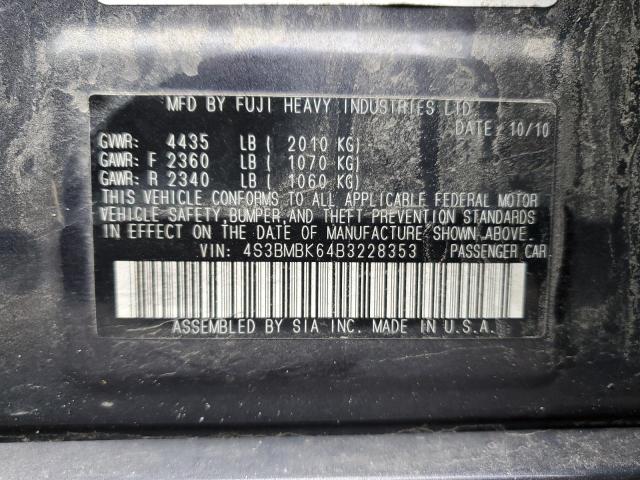 MFD BY FUJI HEAVY INDUSTRIES LTD.
DATE: 10/10
GVWR: 4435 LB ( 2010 KG)
GAWR: F 2360 LB ( 1070 KG)
GAWR: R 2340 LB ( 1060 KG)
THIS VEHICLE CONFORMS TO ALL APPLICABLE FEDERAL MOTOR
VEHICLE SAFETY, BUMPER AND THEFT PREVENTION STANDARDS
IN EFFECT ON THE DATE OF MANUFACTURE SHOWN ABOVE.
VIN: 4S3BMBK64B3228353 PASSENGER CAR
ASSEMBLED BY SIA INC. MADE IN U.S.A.